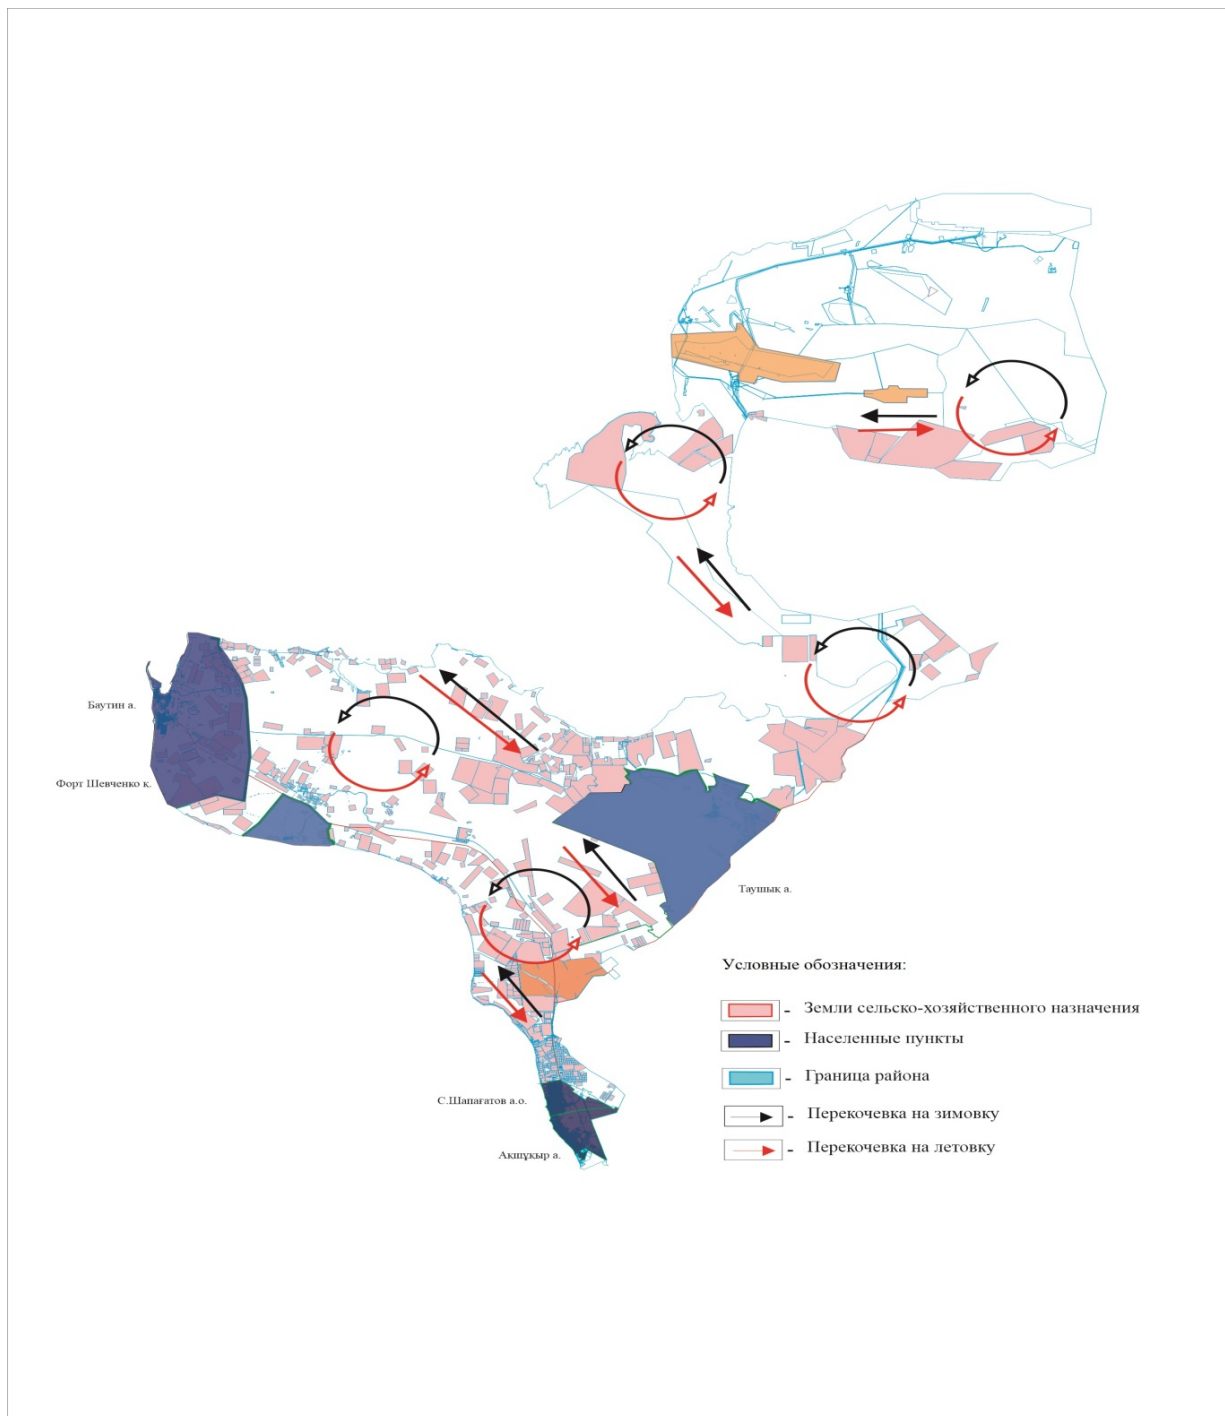 Баутин а.
Форт Шевченко к.
Таушық а.
С.Шапағатов а.о.
Ақшұқыр а.
Условные обозначения:
- Земли сельско-хозяйственного назначения
- Населенные пункты
- Граница района
- Перекочевка на зимовку
- Перекочевка на летовку